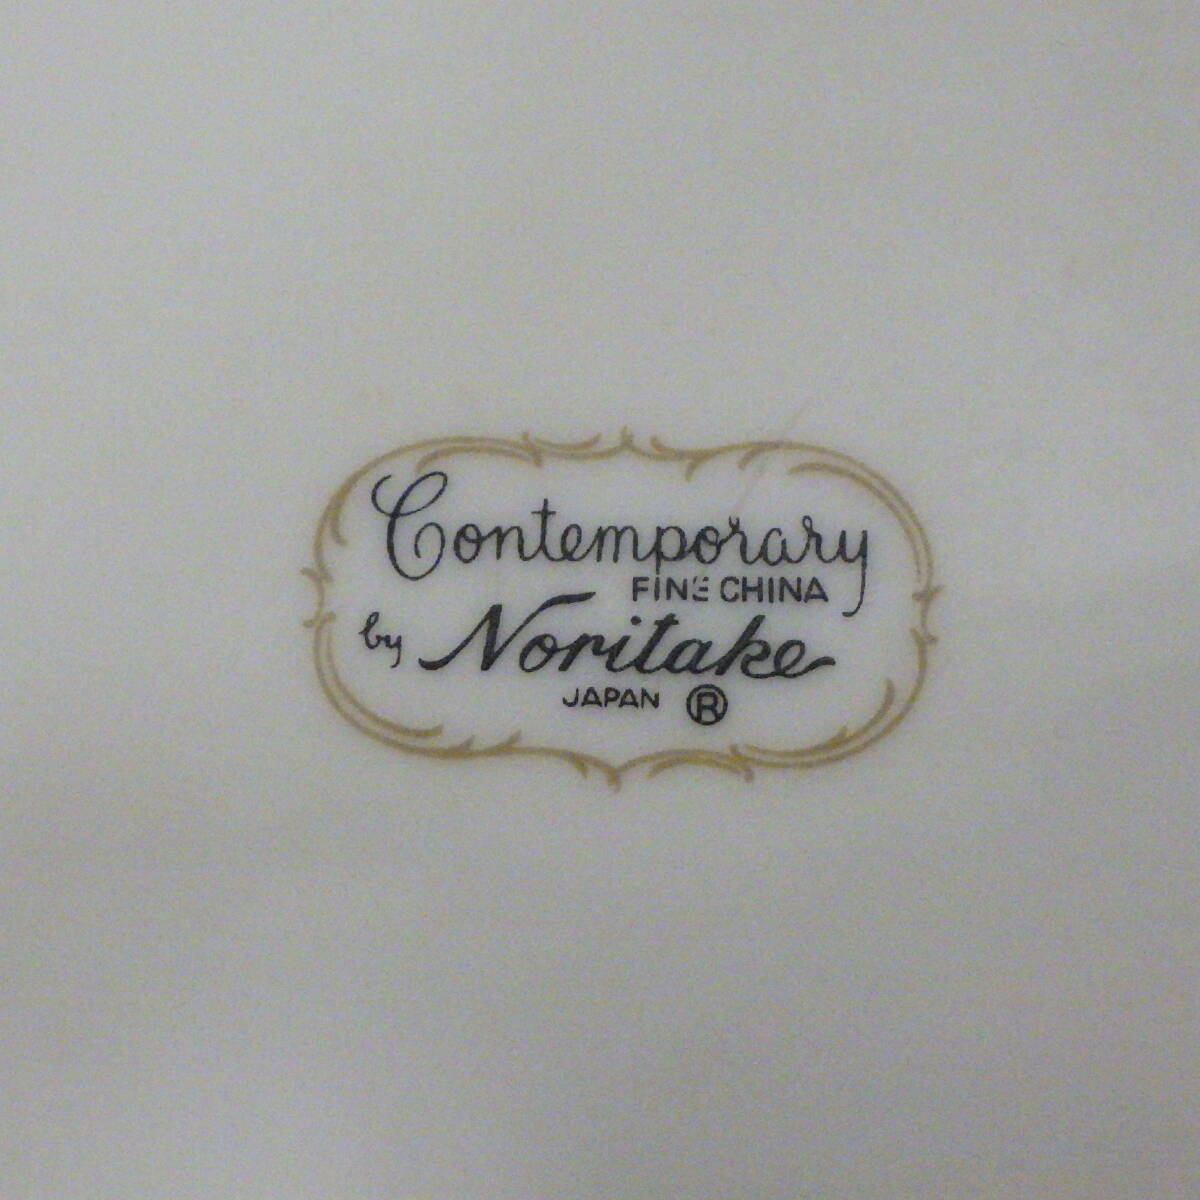 Contemporary
FINE CHINA
by Noritake
JAPAN ®